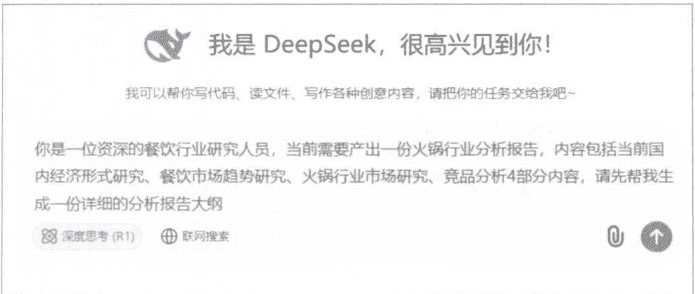 我是 DeepSeek，很高兴见到你！
我可以帮你写代码、读文件、写作各种创意内容，请把你的任务交给我吧~
你是一位资深的餐饮行业研究人员，当前需要产出一份火锅行业分析报告，内容包括当前国
内经济形式研究、餐饮市场趋势研究、火锅行业市场研究、竞品分析4部分内容，请先帮我生
成一份详细的分析报告大纲
深度思考 (R1) 联网搜索